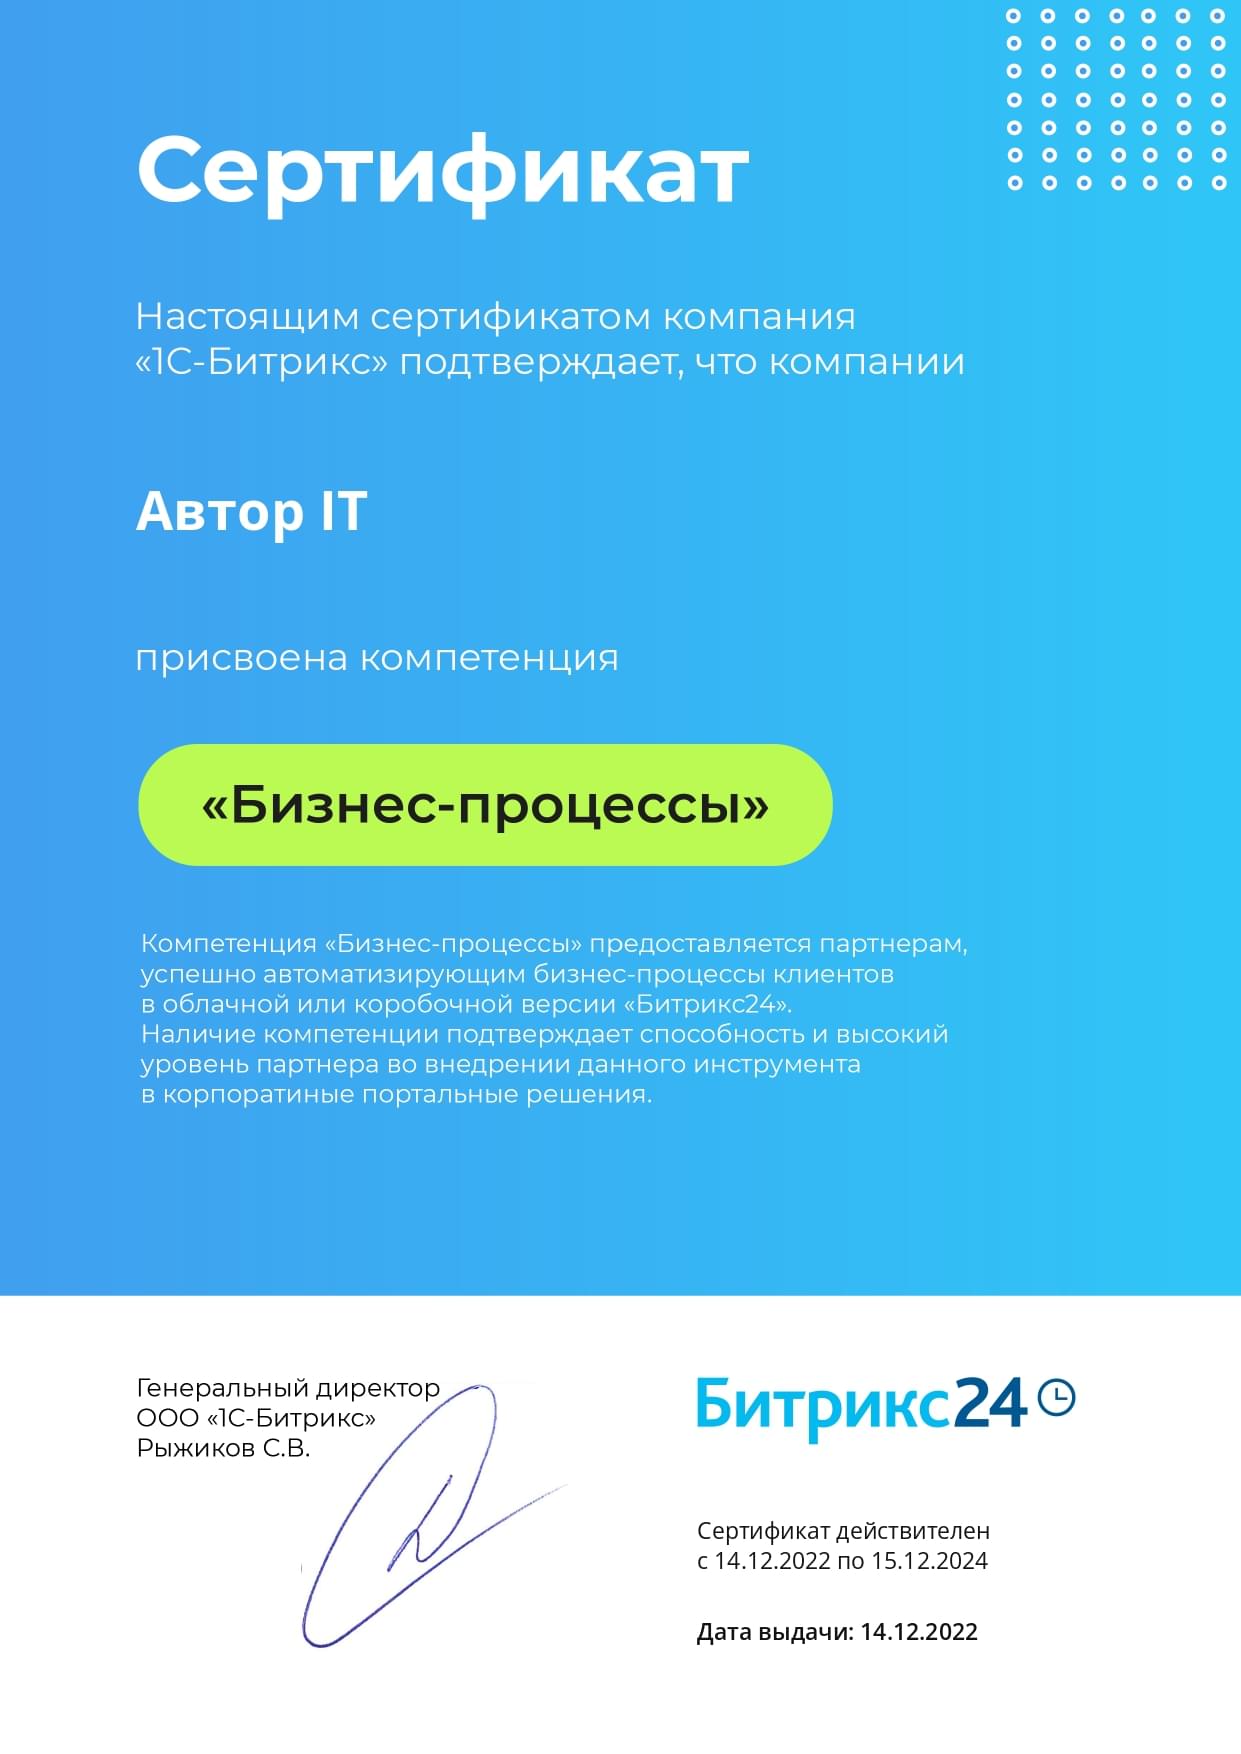 Сертификат
Настоящим сертификатом компания
«1С-Битрикс» подтверждает, что компании
Автор IT
присвоена компетенция
«Бизнес-процессы»
Компетенция «Бизнес-процессы» предоставляется партнерам,
успешно автоматизирующим бизнес-процессы клиентов
в облачной или коробочной версии «Битрикс24».
Наличие компетенции подтверждает способность и высокий
уровень партнера во внедрении данного инструмента
в корпоратиные портальные решения.
Генеральный директор
ООО «1С-Битрикс»
Рыжиков С.В.
Битрикс24
Сертификат действителен
с 14.12.2022 по 15.12.2024
Дата выдачи: 14.12.2022